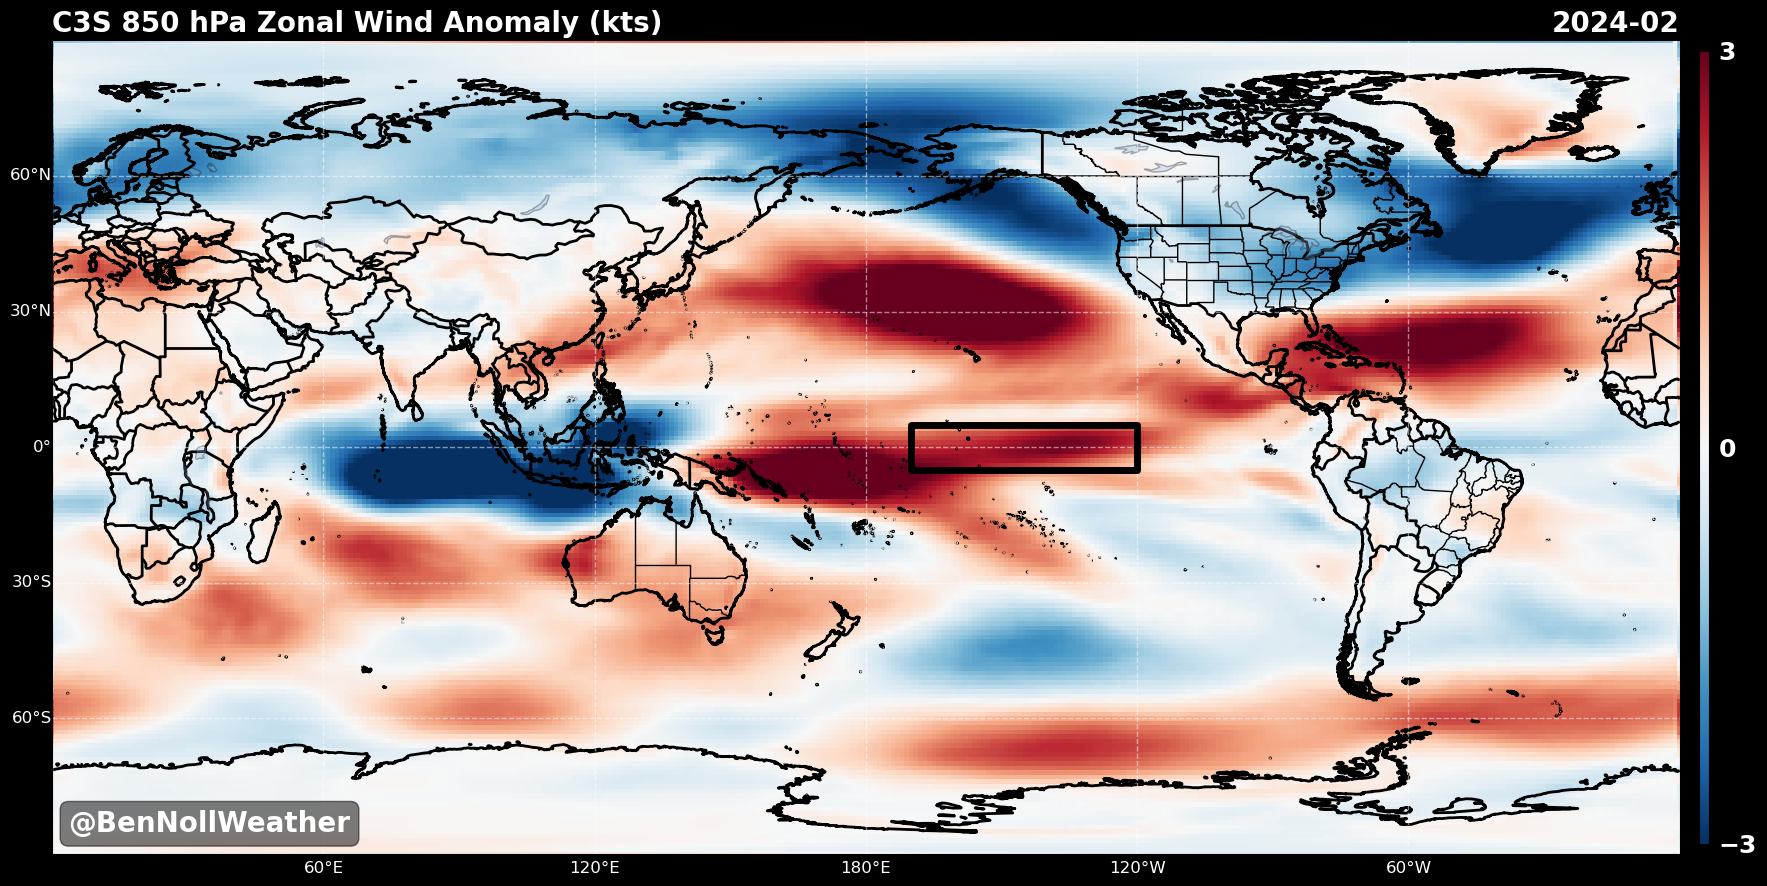 C3S 850 hPa Zonal Wind Anomaly (kts)
2024-02
3
60°N
30°N
0°
0
30°S
60°S
@BenNollWeather
−3
60°E
120°E
180°E
120°W
60°W